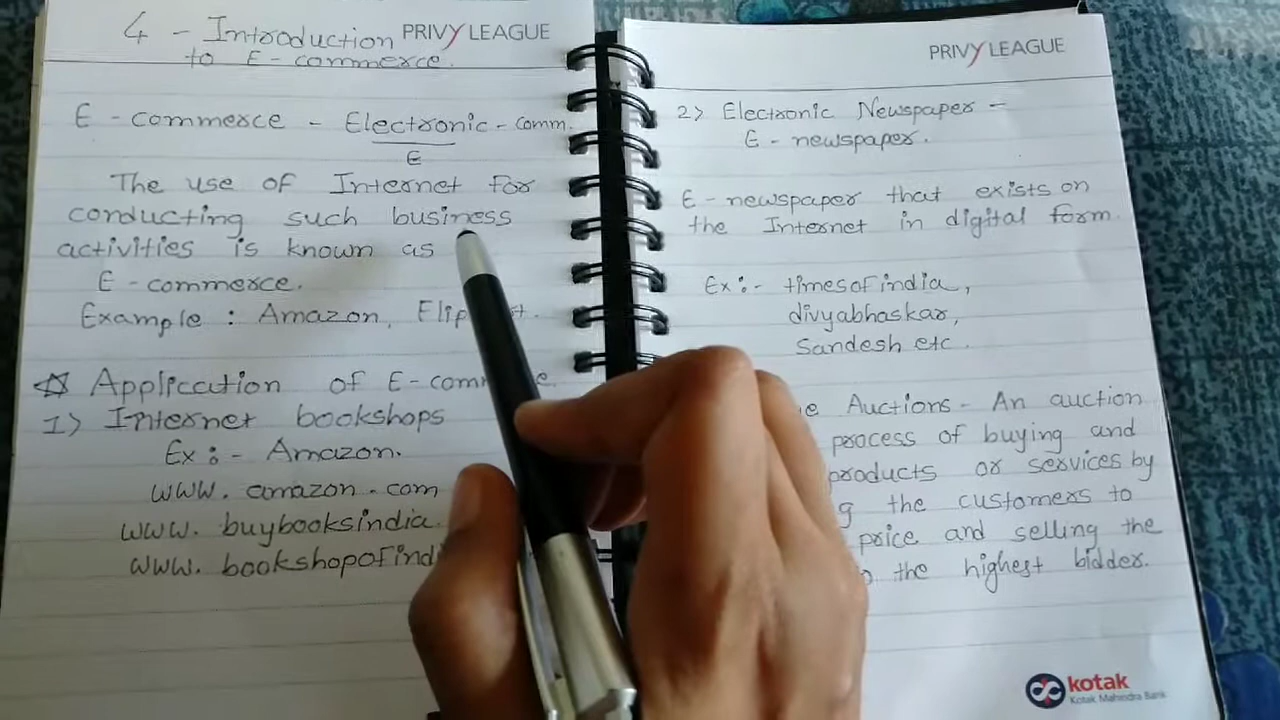 4 - Introduction PRIVY LEAGUE
to E-commerce.
E - commerce - Electronic - comm.
E
The use of Internet for
conducting such business
activities is known as
E - commerce.
Example : Amazon, Flip
☆ Application of E-comm
1) Internet bookshops
Ex :- Amazon.
www. amazon.com
www. buybooksindia.
www. bookshopofind
PRIVY LEAGUE
2) Electronic Newspaper -
E - newspaper.
E - newspaper that exists on
the Internet in digital form.
Ex :- timesofindia,
divyabhaskar,
Sandesh etc.
Auctions - An auction
process of buying and
products or services by
the customers to
price and selling the
the highest bidder.
kotak
Kotak Mahindra Bank